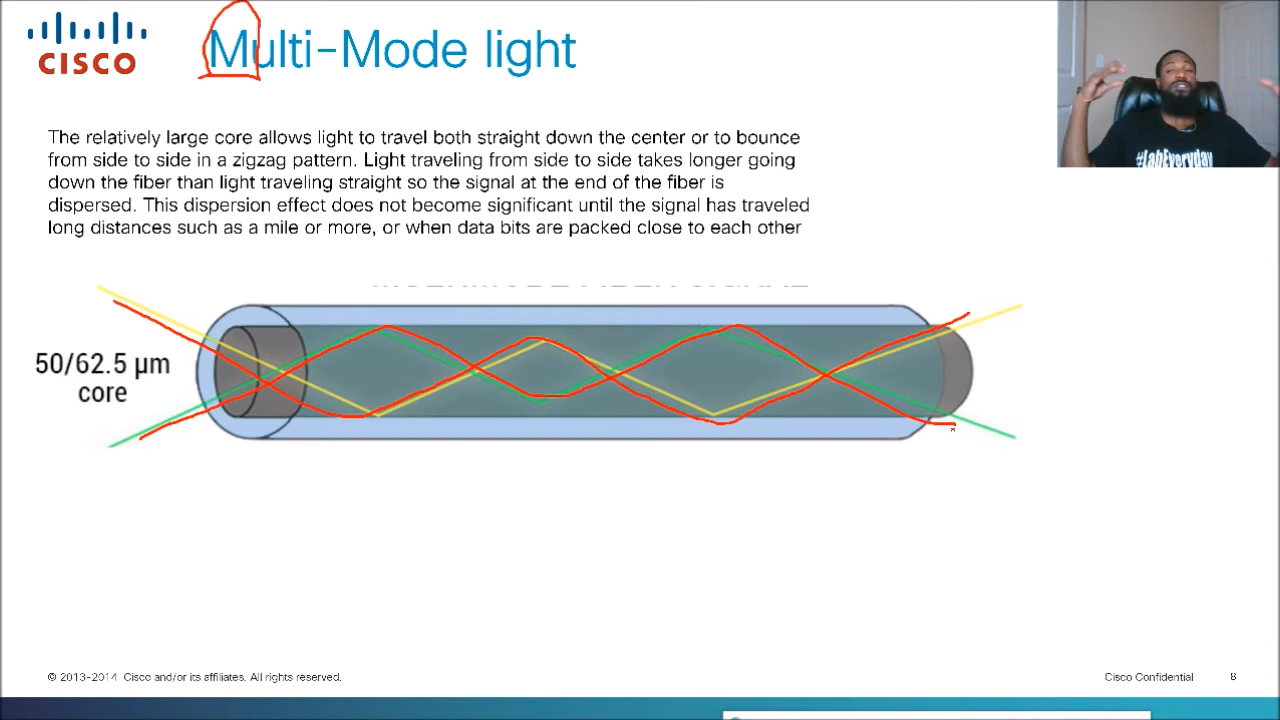 CISCO
Multi-Mode light
#LabEveryday
The relatively large core allows light to travel both straight down the center or to bounce
from side to side in a zigzag pattern. Light traveling from side to side takes longer going
down the fiber than light traveling straight so the signal at the end of the fiber is
dispersed. This dispersion effect does not become significant until the signal has traveled
long distances such as a mile or more, or when data bits are packed close to each other
50/62.5 µm
core
© 2013-2014 Cisco and/or its affiliates. All rights reserved.
Cisco Confidential
8